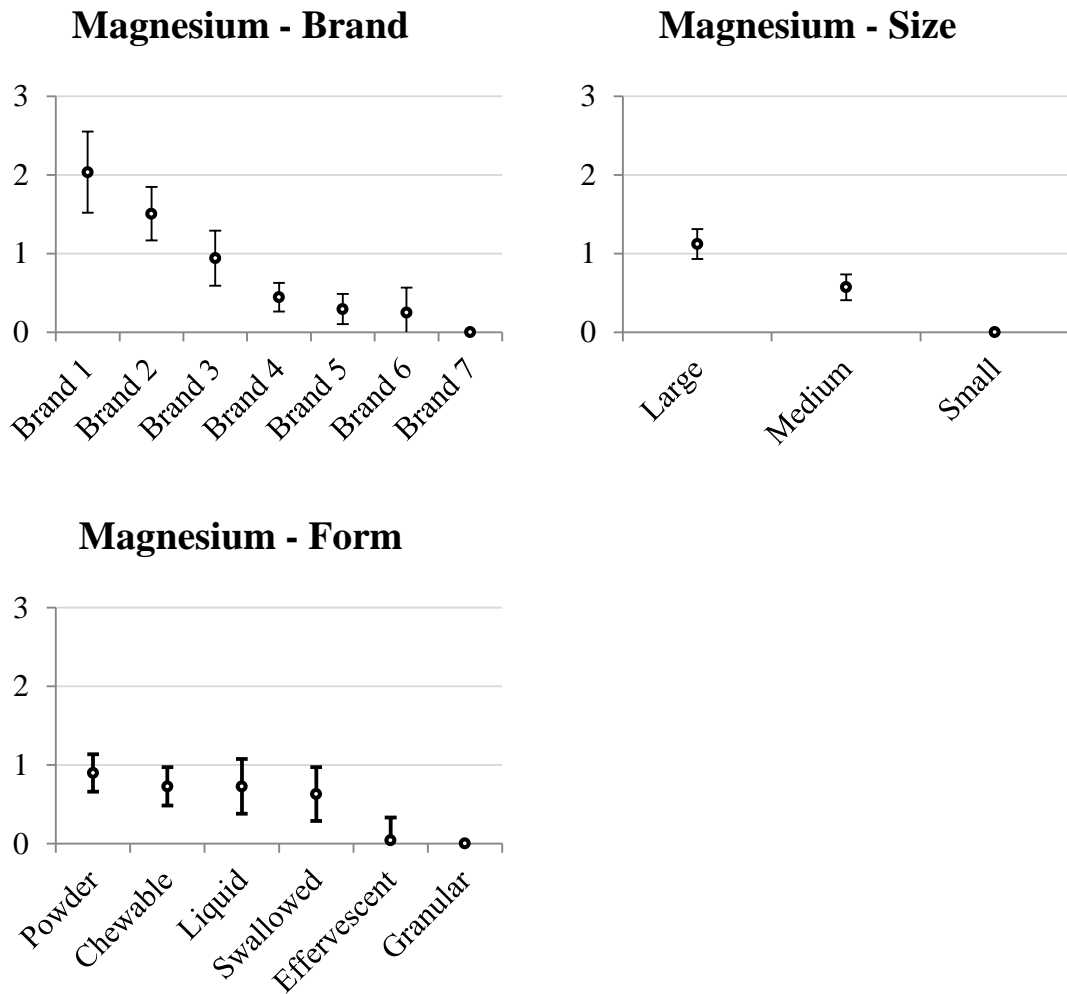 Magnesium - Brand
3
2
1
0
Brand 1
Brand 2
Brand 3
Brand 4
Brand 5
Brand 6
Brand 7
Magnesium - Size
3
2
1
0
Large
Medium
Small
Magnesium - Form
3
2
1
0
Powder
Chewable
Liquid
Swallowed
Effervescent
Granular